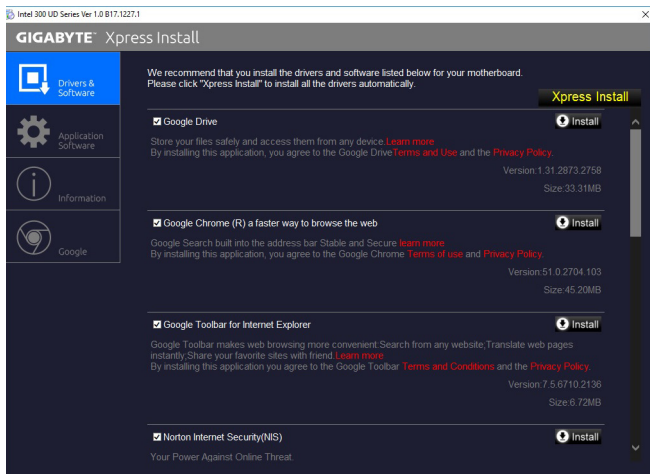 Intel 300 UD Series Ver 1.0 B17.1227.1
GIGABYTE™ Xpress Install
Drivers &
Software
Application
Software
Information
Google
We recommend that you install the drivers and software listed below for your motherboard.
Please click "Xpress Install" to install all the drivers automatically.
Xpress Install
Google Drive
Install
Store your files safely and access them from any device.Learn more
By installing this application, you agree to the Google DriveTerms and Use and the Privacy Policy.
Version:1.31.2873.2758
Size:33.31MB
Google Chrome (R) a faster way to browse the web
Install
Google Search built into the address bar Stable and Secure learn more
By installing this application, you agree to the Google Chrome Terms of use and Privacy Policy.
Version:51.0.2704.103
Size:45.20MB
Google Toolbar for Internet Explorer
Install
Google Toolbar makes web browsing more convenient Search from any website;Translate web pages
instantly;Share your favorite sites with friend.Learn more
By installing this application you agree to the Google Toolbar Terms and Conditions and the Privacy Policy.
Version:7.5.6710.2136
Size:6.72MB
Norton Internet Security(NIS)
Install
Your Power Against Online Threat.